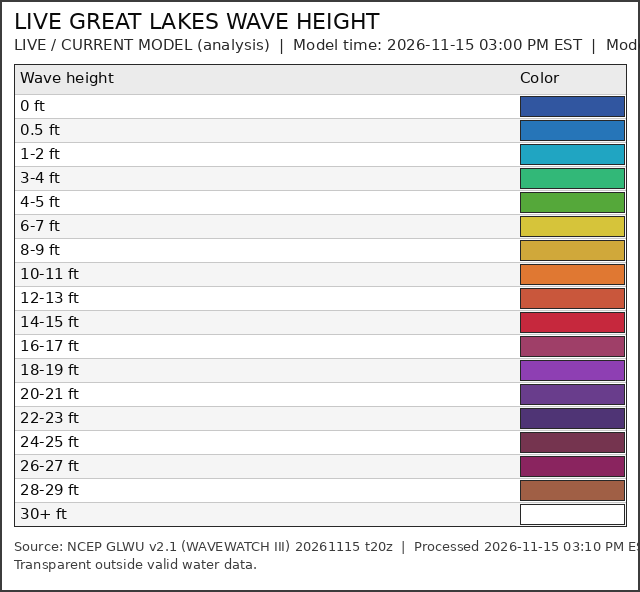 LIVE GREAT LAKES WAVE HEIGHT
LIVE / CURRENT MODEL (analysis) | Model time: 2026-11-15 03:00 PM EST |
Wave height Color
0 ft
0.5 ft
1-2 ft
3-4 ft
4-5 ft
6-7 ft
8-9 ft
10-11 ft
12-13 ft
14-15 ft
16-17 ft
18-19 ft
20-21 ft
22-23 ft
24-25 ft
26-27 ft
28-29 ft
30+ ft
Source: NCEP GLWU v2.1 (WAVEWATCH III) 20261115 t20z | Processed 2026-11-15 03:10 PM
Transparent outside valid water data.